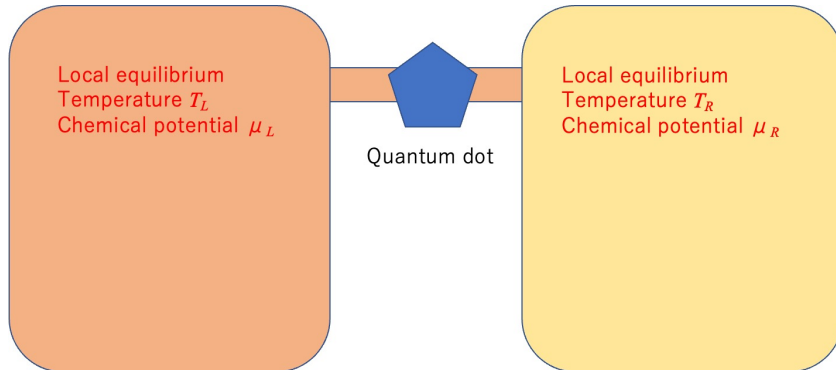 Local equilibrium
Temperature T_L
Chemical potential μ_L
Quantum dot
Local equilibrium
Temperature T_R
Chemical potential μ_R